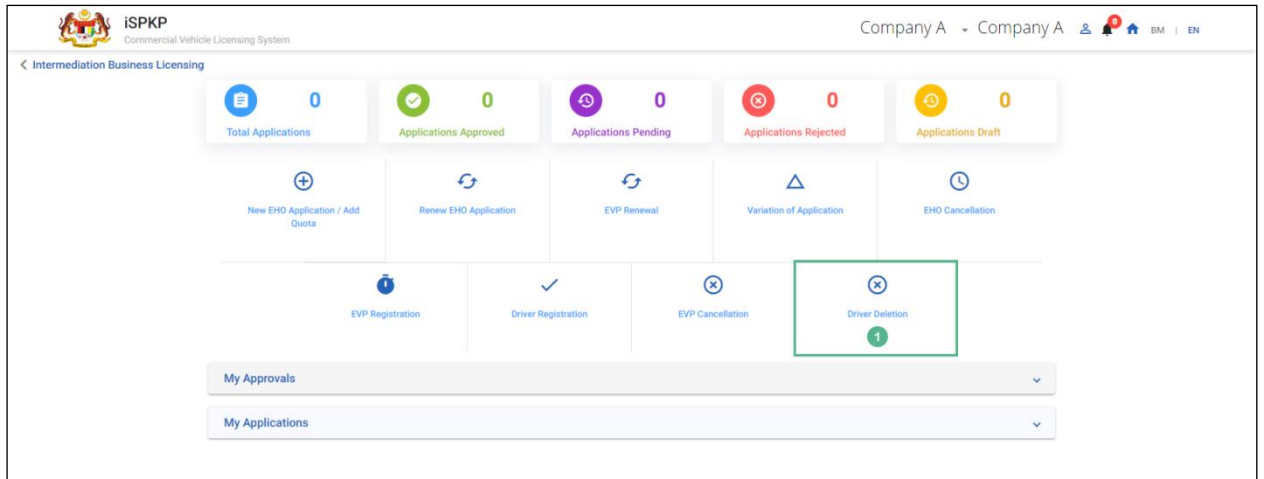 iSPKP
Commercial Vehicle Licensing System
Company A Company A 0 BM | EN
Intermediation Business Licensing
0 0 0 0 0
Total Applications Applications Approved Applications Pending Applications Rejected Applications Draft
New EHO Application / Add Renew EHO Application EVP Renewal Variation of Application EHO Cancellation
Quota
EVP Registration Driver Registration EVP Cancellation Driver Deletion
1
My Approvals
My Applications